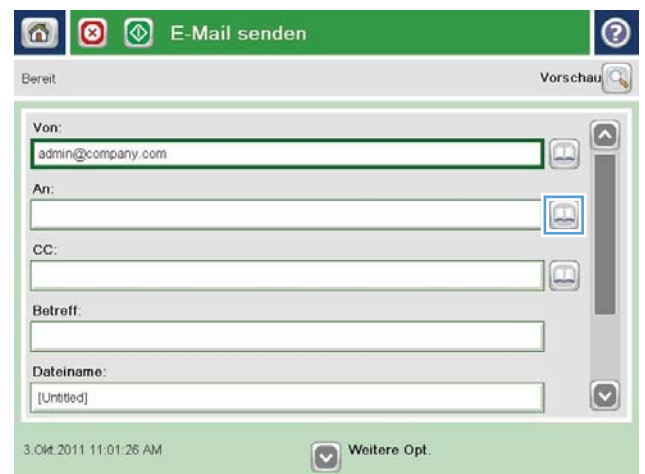 E-Mail senden
Bereit
Vorschau
Von:
admin@company.com
An:
CC:
Betreff:
Dateiname:
[Untitled]
3.Okt.2011 11:01:26 AM
Weitere Opt.